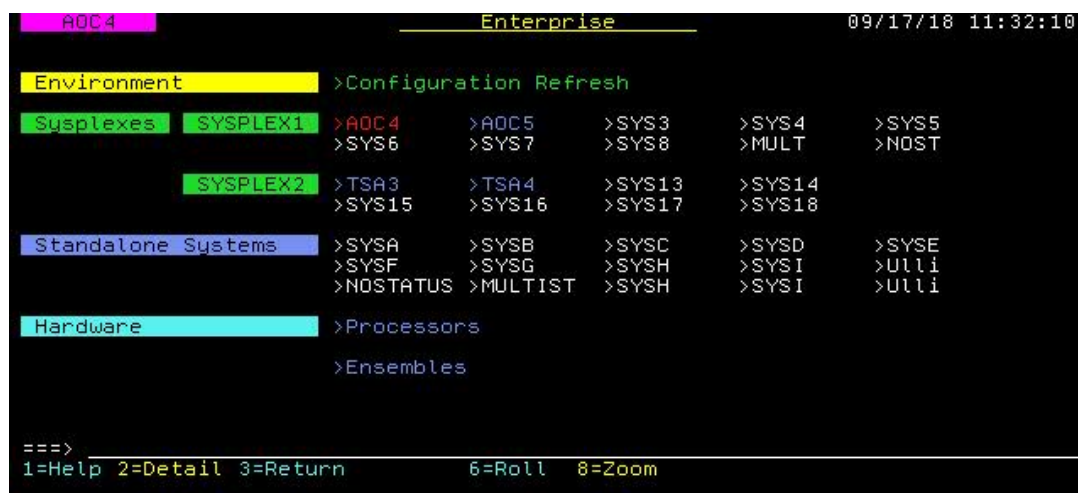 AOC4 Enterprise 09/17/18 11:32:10
Environment >Configuration Refresh
Sysplexes SYSPLEX1 >AOC4 >AOC5 >SYS3 >SYS4 >SYS5
>SYS6 >SYS7 >SYS8 >MULT >NOST
SYSPLEX2 >TSA3 >TSA4 >SYS13 >SYS14
>SYS15 >SYS16 >SYS17 >SYS18
Standalone Systems >SYSA >SYSB >SYSC >SYSD >SYSE
>SYSF >SYSG >SYSH >SYSI >Ulli
>NOSTATUS >MULTIST >SYSH >SYSI >Ulli
Hardware >Processors
>Ensembles
===>
1=Help 2=Detail 3=Return 6=Roll 8=Zoom